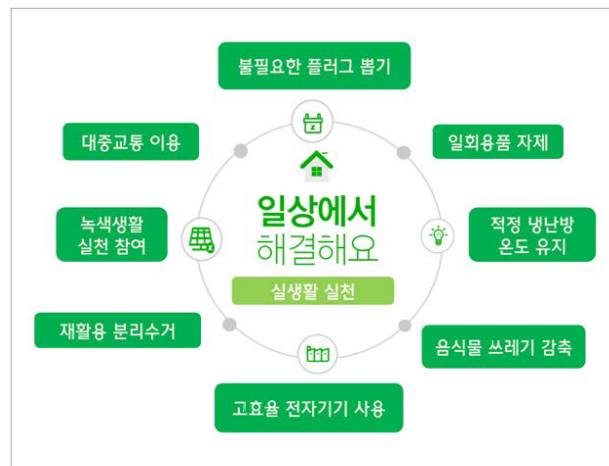 불필요한 플러그 뽑기
대중교통 이용
일회용품 자제
일상에서
해결해요
실생활 실천
녹색생활
실천 참여
적정 냉난방
온도 유지
재활용 분리수거
음식물 쓰레기 감축
고효율 전자기기 사용